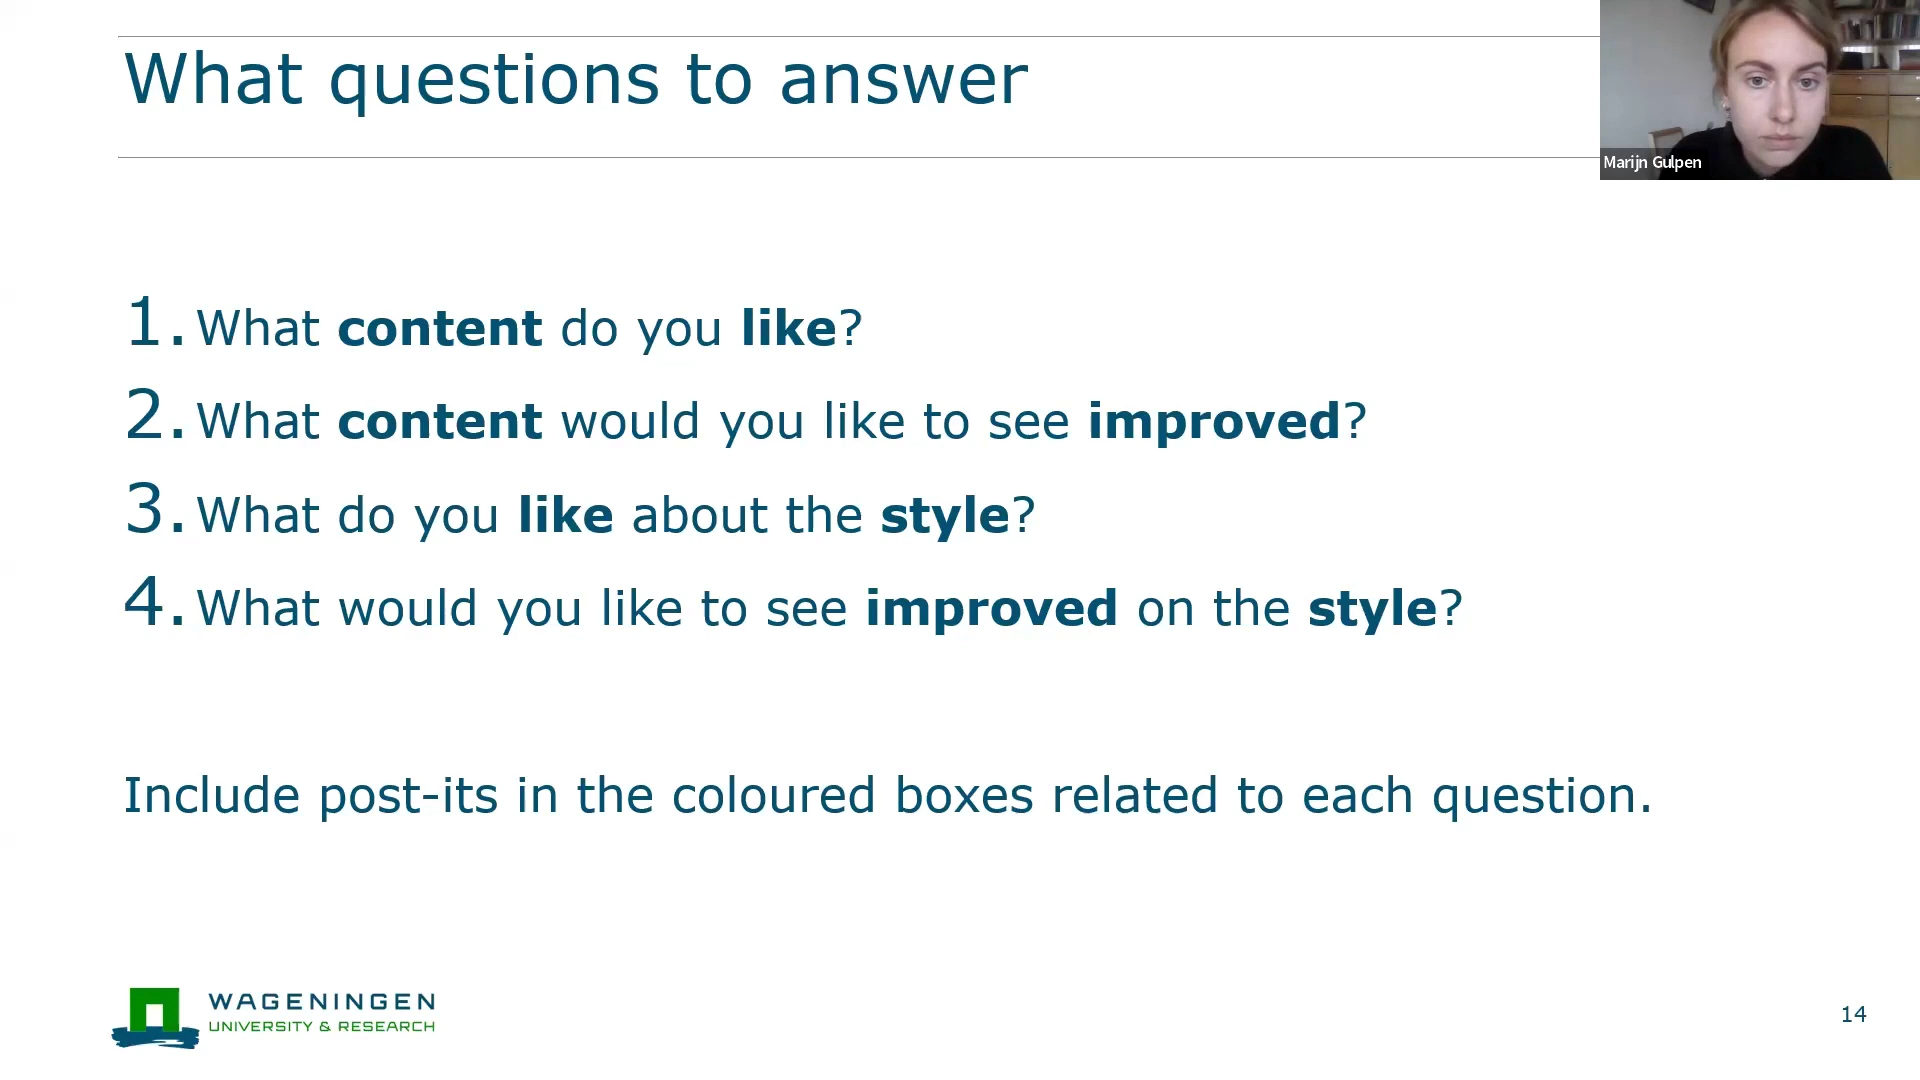 What questions to answer
Marijn Gulpen
1. What content do you like?
2. What content would you like to see improved?
3. What do you like about the style?
4. What would you like to see improved on the style?
Include post-its in the coloured boxes related to each question.
WAGENINGEN
UNIVERSITY & RESEARCH
14